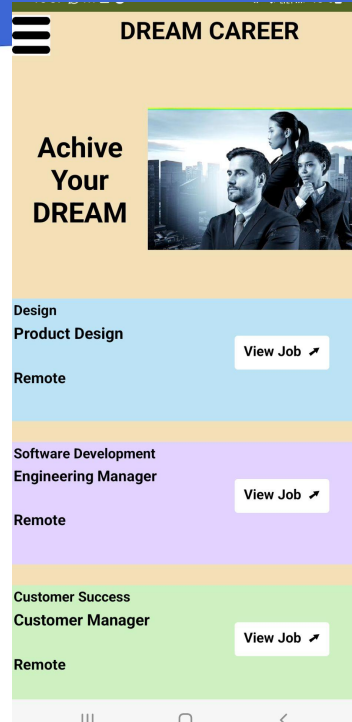 DREAM CAREER
Achive
Your
DREAM
Design
Product Design
View Job
Remote
Software Development
Engineering Manager
View Job
Remote
Customer Success
Customer Manager
View Job
Remote